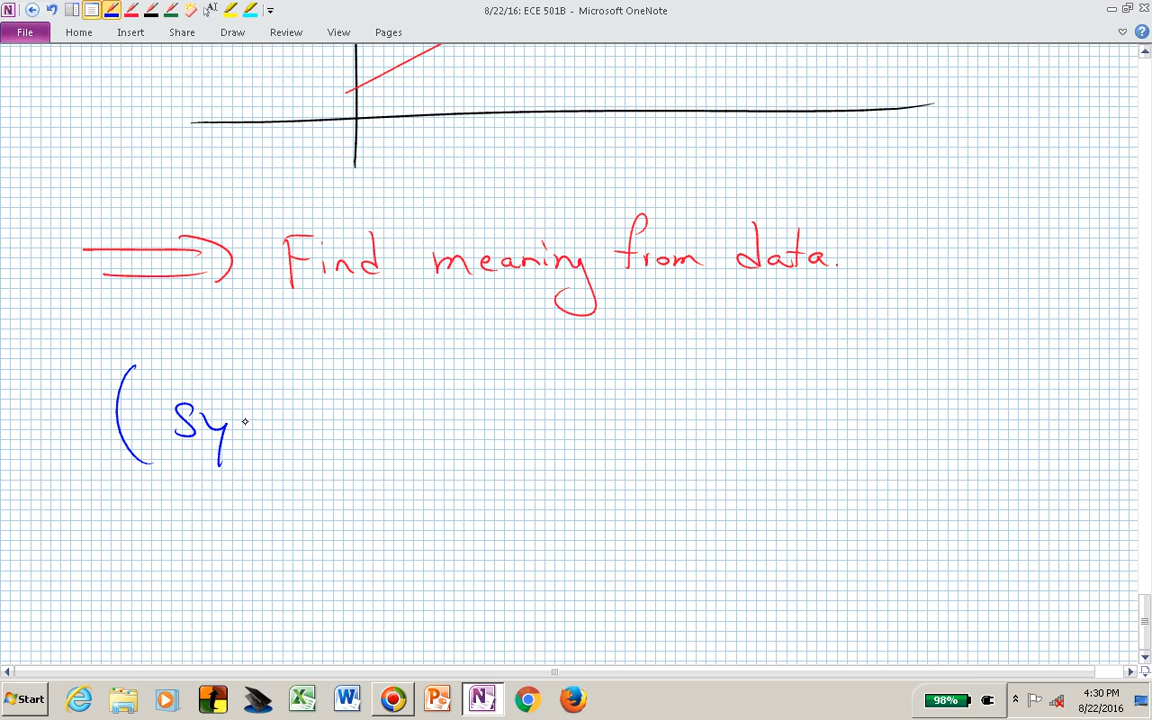 8/22/16: ECE 501B - Microsoft OneNote
File Home Insert Share Draw Review View Pages
⇒ Find meaning from data.
( Sy
98% 4:30 PM
Start 8/22/2016